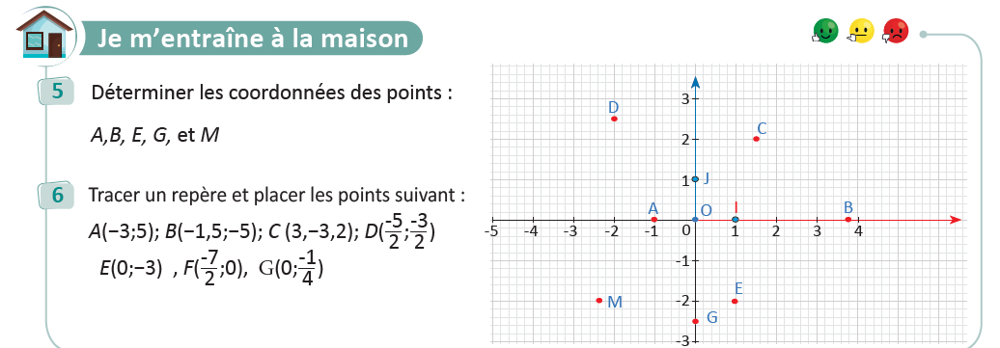 Je m'entraîne à la maison
5 Déterminer les coordonnées des points :
A,B, E, G, et M
6 Tracer un repère et placer les points suivant :
A(−3;5); B(−1,5;−5); C (3,−3,2); D(-5/2;-3/2)
E(0;−3) , F(-7/2;0), G(0;-1/4)
3
D
C
2
1 J
A O I B
-5 -4 -3 -2 -1 0 1 2 3 4
-1
E
-2
M
G
-3